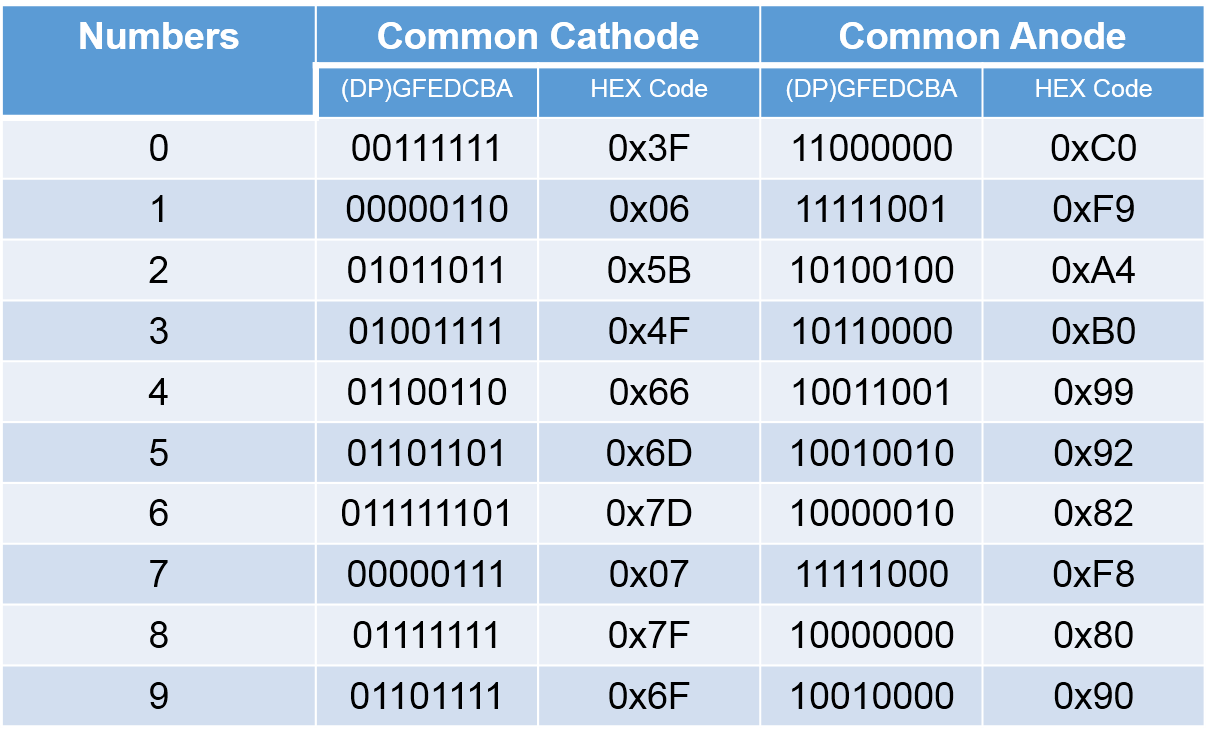 Numbers Common Cathode Common Anode
(DP)GFEDCBA HEX Code (DP)GFEDCBA HEX Code
0 00111111 0x3F 11000000 0xC0
1 00000110 0x06 11111001 0xF9
2 01011011 0x5B 10100100 0xA4
3 01001111 0x4F 10110000 0xB0
4 01100110 0x66 10011001 0x99
5 01101101 0x6D 10010010 0x92
6 011111101 0x7D 10000010 0x82
7 00000111 0x07 11111000 0xF8
8 01111111 0x7F 10000000 0x80
9 01101111 0x6F 10010000 0x90